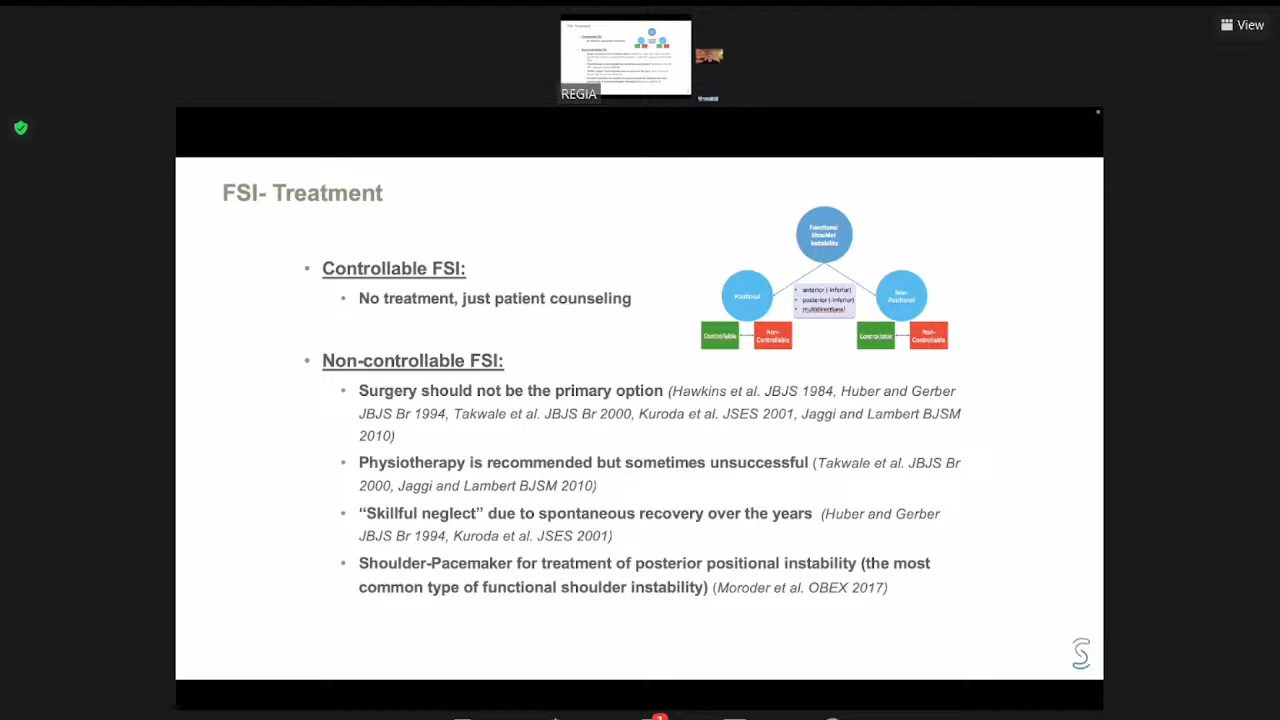 View
REGIA
FSI- Treatment
Functional
Shoulder
Instability
Positional
• anterior (-inferior)
• posterior (-inferior)
• multidirectional
Non-
Positional
Controllable
Non-
Controllable
Controllable
Non-
Controllable
• Controllable FSI:
• No treatment, just patient counseling
• Non-controllable FSI:
• Surgery should not be the primary option (Hawkins et al. JBJS 1984, Huber and Gerber
JBJS Br 1994, Takwale et al. JBJS Br 2000, Kuroda et al. JSES 2001, Jaggi and Lambert BJSM
2010)
• Physiotherapy is recommended but sometimes unsuccessful (Takwale et al. JBJS Br
2000, Jaggi and Lambert BJSM 2010)
• “Skillful neglect” due to spontaneous recovery over the years (Huber and Gerber
JBJS Br 1994, Kuroda et al. JSES 2001)
• Shoulder-Pacemaker for treatment of posterior positional instability (the most
common type of functional shoulder instability) (Moroder et al. OBEX 2017)